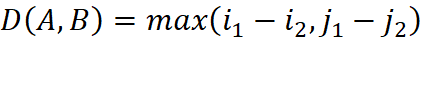 D(A, B) = max(i₁ − i₂, j₁ − j₂)